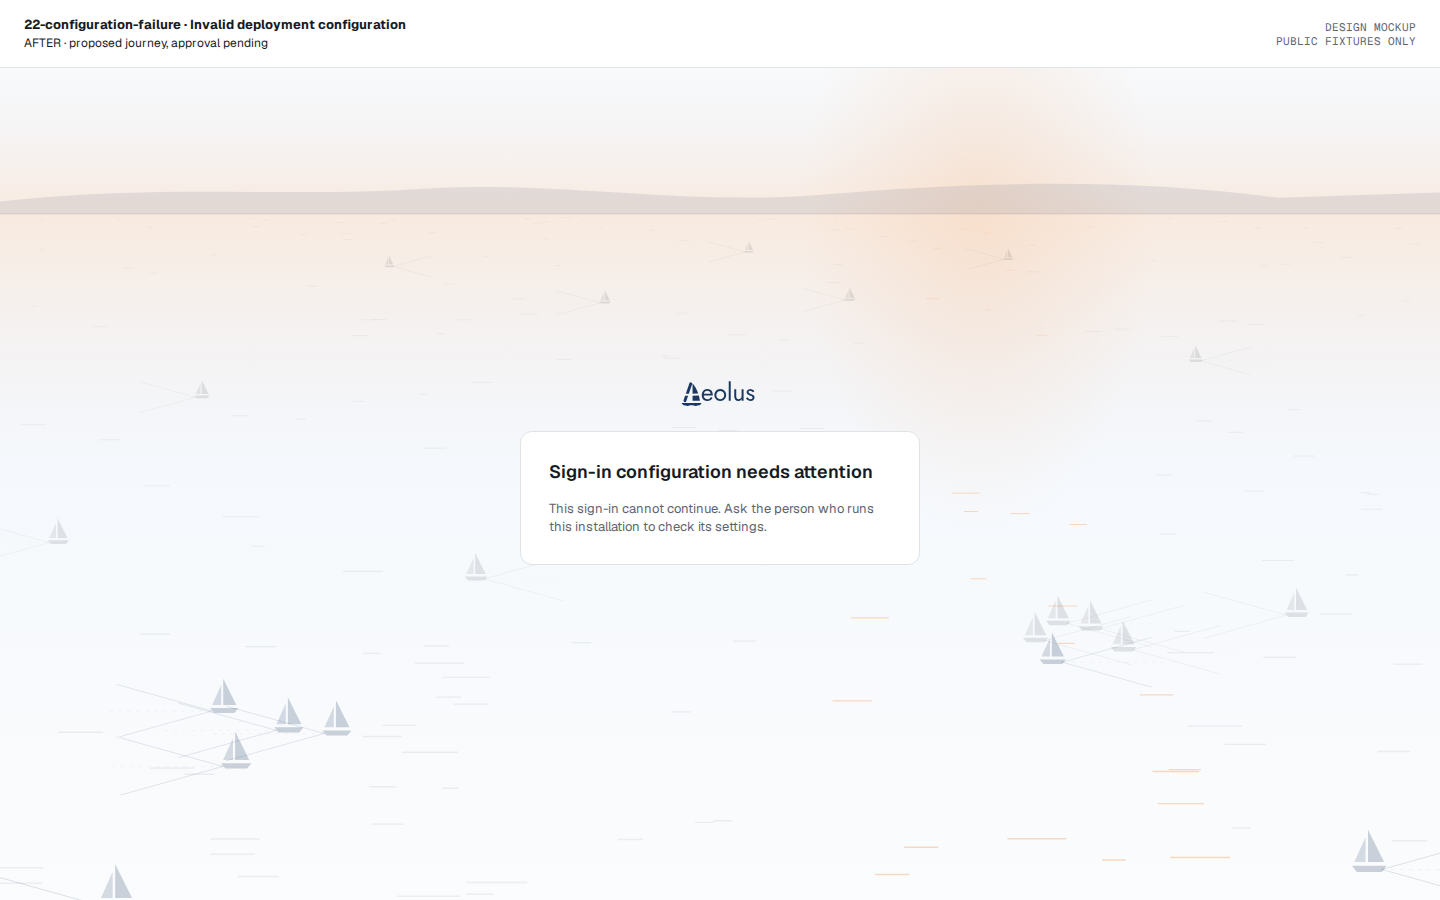 22-configuration-failure · Invalid deployment configuration
AFTER · proposed journey, approval pending
DESIGN MOCKUP
PUBLIC FIXTURES ONLY
Aeolus
Sign-in configuration needs attention
This sign-in cannot continue. Ask the person who runs
this installation to check its settings.